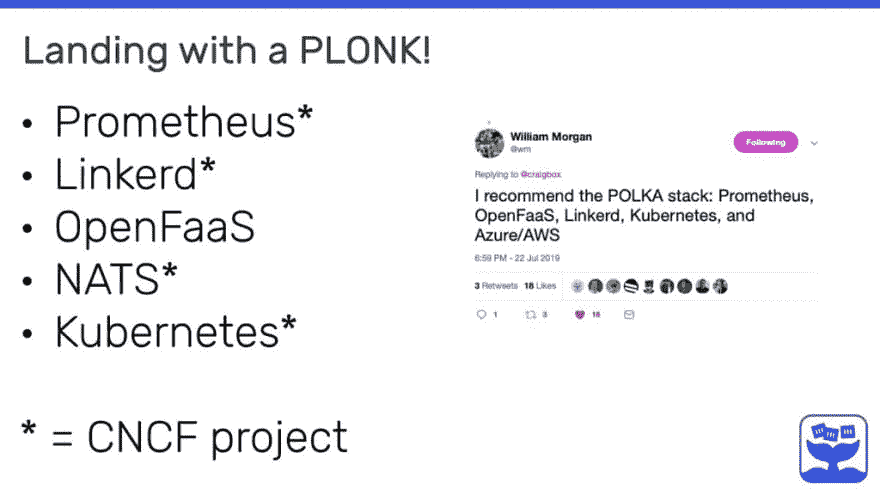 Landing with a PLONK!
• Prometheus*
• Linkerd*
• OpenFaaS
• NATS*
• Kubernetes*
* = CNCF project
William Morgan
@wm
Following
Replying to @craigbox
I recommend the POLKA stack: Prometheus,
OpenFaaS, Linkerd, Kubernetes, and
Azure/AWS
6:59 PM - 22 Jul 2019
3 Retweets 18 Likes
1 3 18